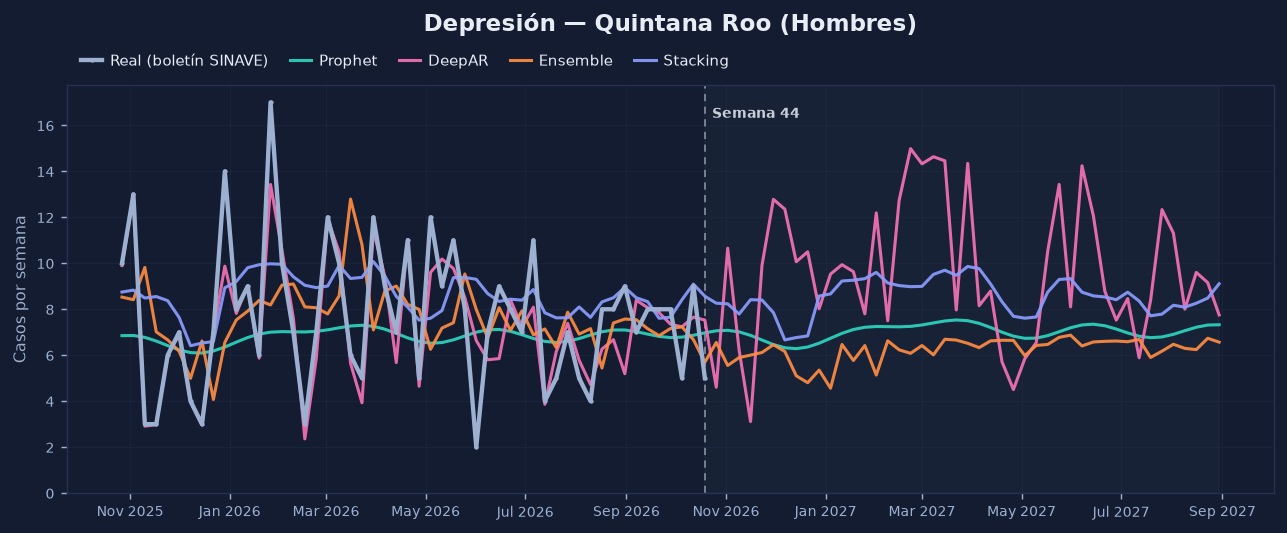 Depresión — Quintana Roo (Hombres)
Real (boletín SINAVE) Prophet DeepAR Ensemble Stacking
Semana 44
Casos por semana
16
14
12
10
8
6
4
2
0
Nov 2025 Jan 2026 Mar 2026 May 2026 Jul 2026 Sep 2026 Nov 2026 Jan 2027 Mar 2027 May 2027 Jul 2027 Sep 2027